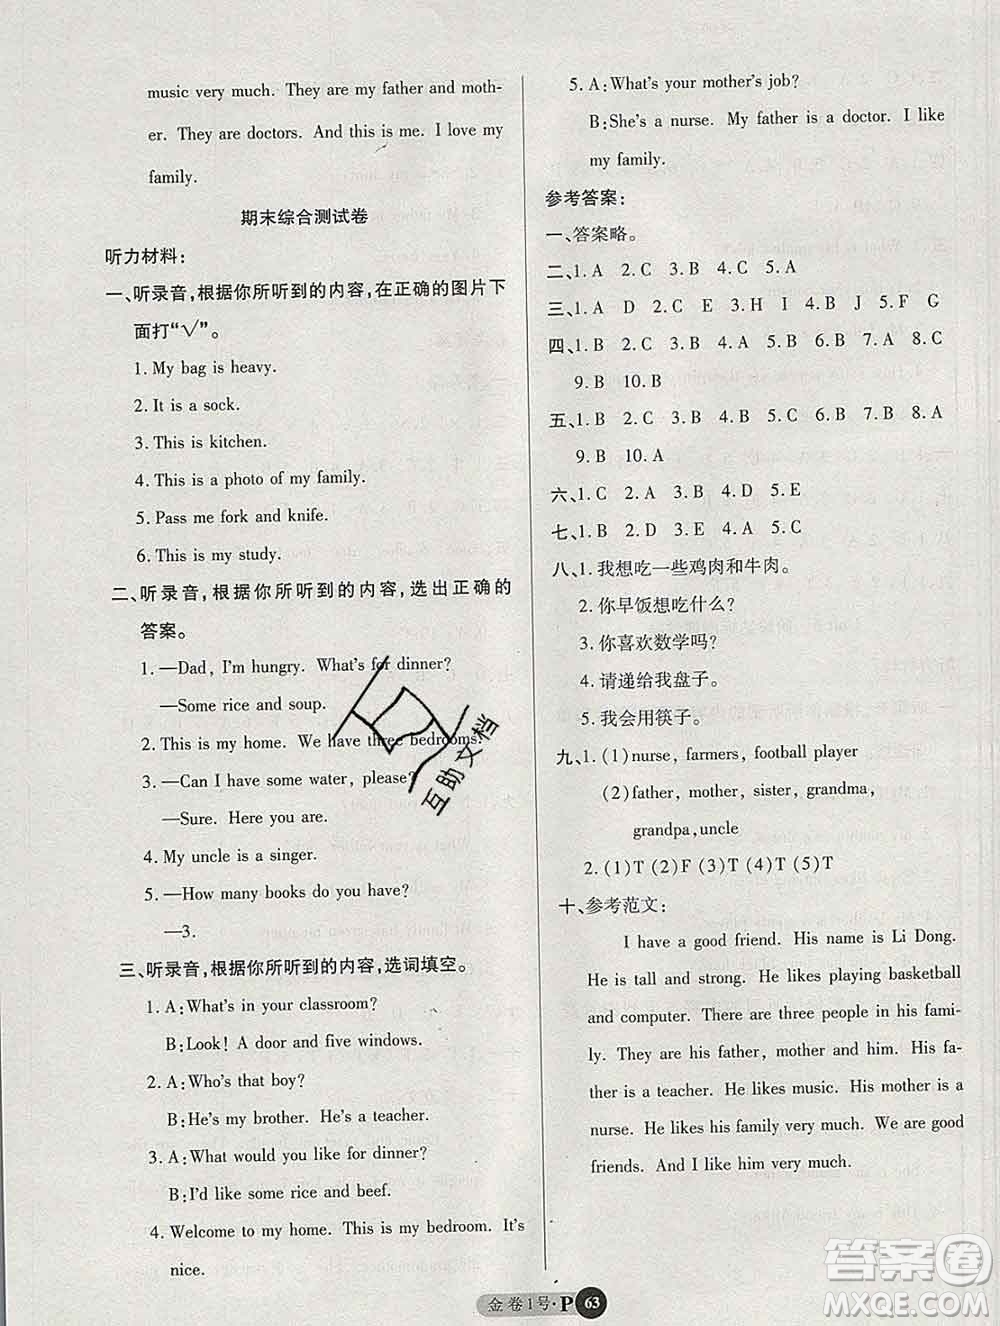 music very much. They are my father and moth-
er. They are doctors. And this is me. I love my
family.
期末综合测试卷
听力材料:
一、听录音,根据你所听到的内容,在正确的图片下
面打“√”。
1. My bag is heavy.
2. It is a sock.
3. This is kitchen.
4. This is a photo of my family.
5. Pass me fork and knife.
6. This is my study.
二、听录音,根据你所听到的内容,选出正确的
答案。
1. —Dad, I'm hungry. What's for dinner?
—Some rice and soup.
2. This is my home. We have three bedrooms.
3. —Can I have some water, please?
—Sure. Here you are.
4. My uncle is a singer.
5. —How many books do you have?
—3.
三、听录音,根据你所听到的内容,选词填空。
1. A:What's in your classroom?
B:Look! A door and five windows.
2. A:Who's that boy?
B:He's my brother. He's a teacher.
3. A:What would you like for dinner?
B:I'd like some rice and beef.
4. Welcome to my home. This is my bedroom. It's
nice.
5. A:What's your mother's job?
B:She's a nurse. My father is a doctor. I like
my family.
参考答案:
一、答案略。
二、1. A 2. C 3. B 4. C 5. A
三、1. A D 2. C E 3. H I 4. B J 5. F G
四、1. B 2. C 3. B 4. C 5. B 6. B 7. A 8. C
9. B 10. B
五、1. B 2. C 3. A 4. B 5. A 6. B 7. B 8. A
9. B 10. A
六、1. C 2. A 3. B 4. D 5. E
七、1. B 2. D 3. E 4. A 5. C
八、1. 我想吃一些鸡肉和牛肉。
2. 你早饭想吃什么?
3. 你喜欢数学吗?
4. 请递给我盘子。
5. 我会用筷子。
九、1. (1)nurse, farmers, football player
(2)father, mother, sister, grandma,
grandpa,uncle
2. (1)T (2)F (3)T (4)T (5)T
十、参考范文:
I have a good friend. His name is Li Dong.
He is tall and strong. He likes playing basketball
and computer. There are three people in his fami-
ly. They are his father, mother and him. His fa-
ther is a teacher. He likes music. His mother is a
nurse. He likes his family very much. We are good
friends. And I like him very much.
金卷1号·P 63
互助文档
答案圈
MXQE.COM